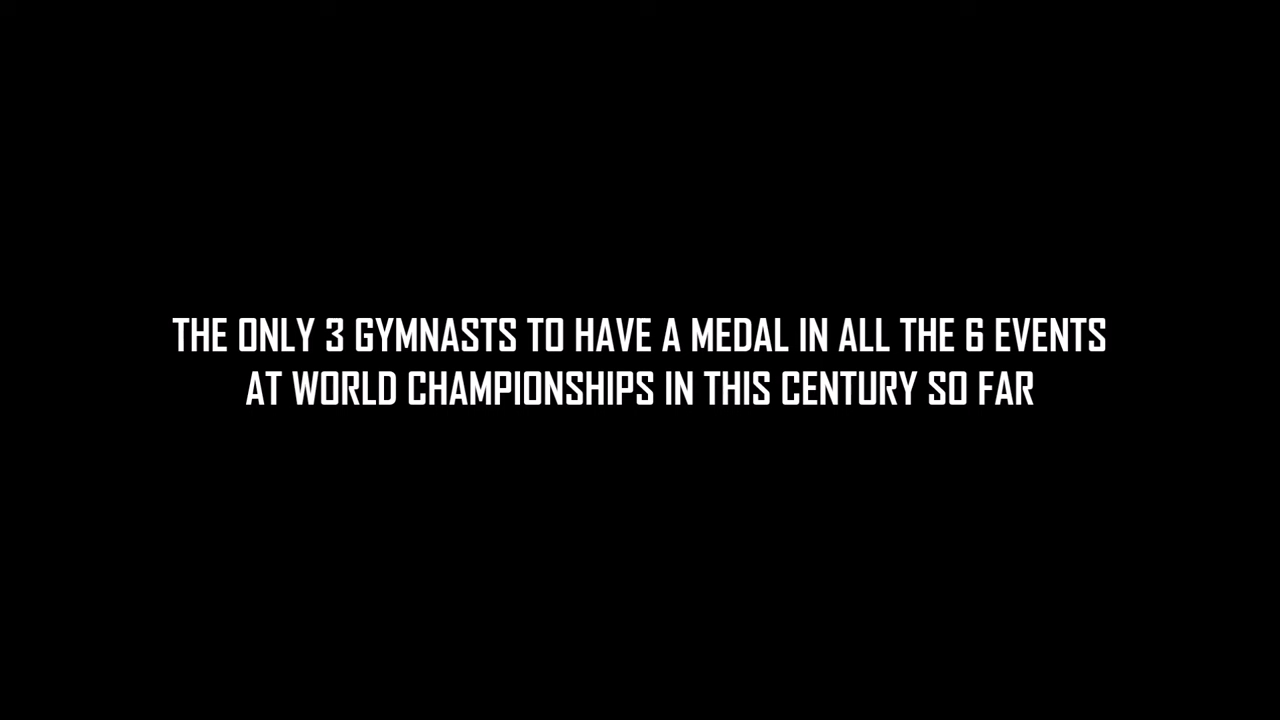 THE ONLY 3 GYMNASTS TO HAVE A MEDAL IN ALL THE 6 EVENTS
AT WORLD CHAMPIONSHIPS IN THIS CENTURY SO FAR